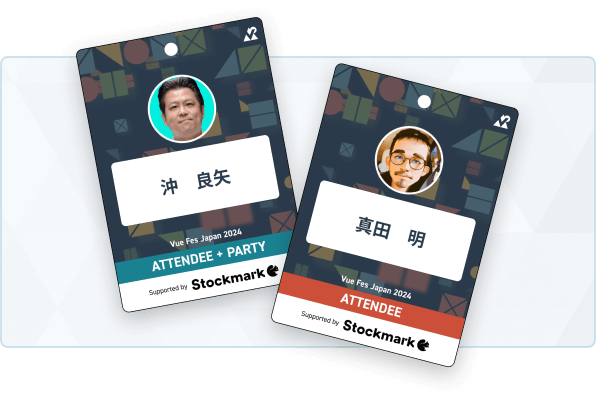 沖　良矢
Vue Fes Japan 2024
ATTENDEE + PARTY
Supported by Stockmark
真田　明
Vue Fes Japan 2024
ATTENDEE
Supported by Stockmark